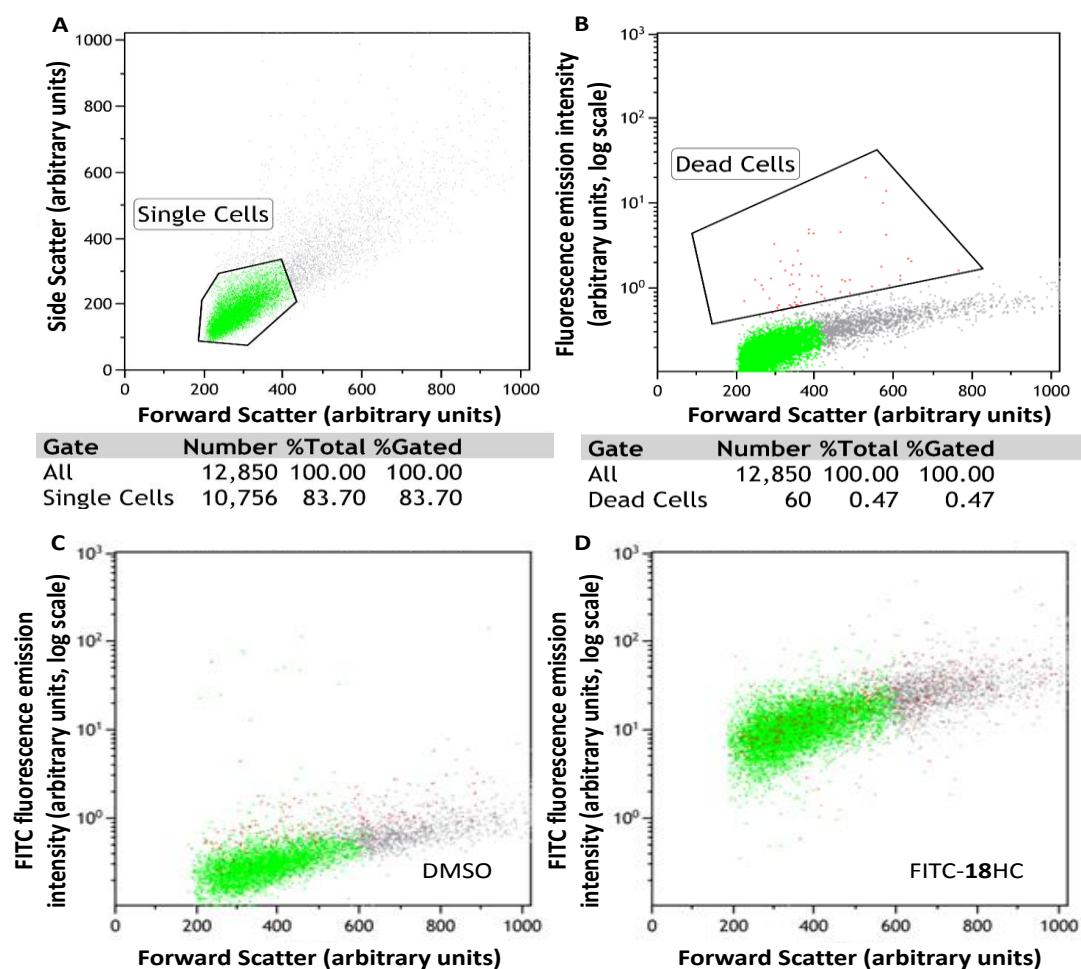 A
Side Scatter (arbitrary units)
1000
800
600
400
200
0
Single Cells
0 200 400 600 800 1000
Forward Scatter (arbitrary units)
Gate Number %Total %Gated
All 12,850 100.00 100.00
Single Cells 10,756 83.70 83.70
B
Fluorescence emission intensity
(arbitrary units, log scale)
10³
10²
10¹
10⁰
Dead Cells
0 200 400 600 800 1000
Forward Scatter (arbitrary units)
Gate Number %Total %Gated
All 12,850 100.00 100.00
Dead Cells 60 0.47 0.47
C
FITC fluorescence emission
intensity (arbitrary units, log scale)
10³
10²
10¹
10⁰
DMSO
0 200 400 600 800 1000
Forward Scatter (arbitrary units)
D
FITC fluorescence emission
intensity (arbitrary units, log scale)
10³
10²
10¹
10⁰
FITC-18HC
0 200 400 600 800 1000
Forward Scatter (arbitrary units)